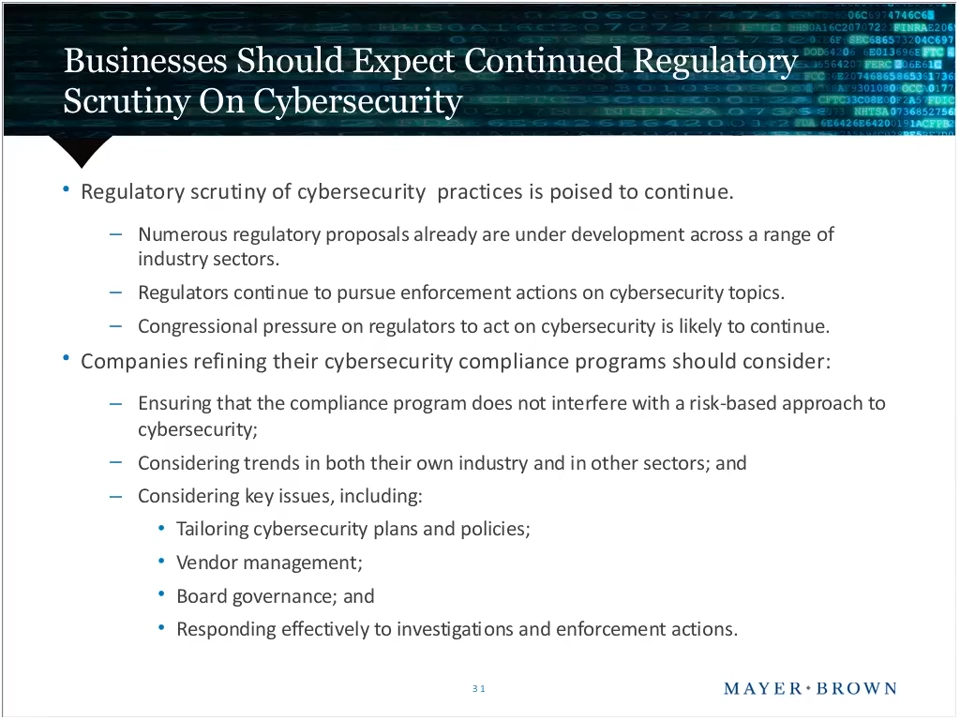 Businesses Should Expect Continued Regulatory
Scrutiny On Cybersecurity
• Regulatory scrutiny of cybersecurity practices is poised to continue.
– Numerous regulatory proposals already are under development across a range of
industry sectors.
– Regulators continue to pursue enforcement actions on cybersecurity topics.
– Congressional pressure on regulators to act on cybersecurity is likely to continue.
• Companies refining their cybersecurity compliance programs should consider:
– Ensuring that the compliance program does not interfere with a risk-based approach to
cybersecurity;
– Considering trends in both their own industry and in other sectors; and
– Considering key issues, including:
• Tailoring cybersecurity plans and policies;
• Vendor management;
• Board governance; and
• Responding effectively to investigations and enforcement actions.
31
MAYER•BROWN